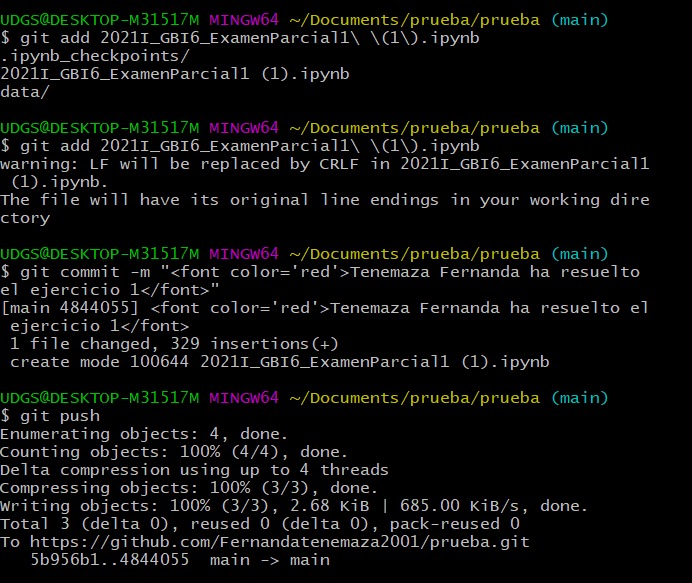 UDGS@DESKTOP-M31517M MINGW64 ~/Documents/prueba/prueba (main)
$ git add 2021I_GBI6_ExamenParcial1\ \(1\).ipynb
.ipynb_checkpoints/
2021I_GBI6_ExamenParcial1 (1).ipynb
data/
UDGS@DESKTOP-M31517M MINGW64 ~/Documents/prueba/prueba (main)
$ git add 2021I_GBI6_ExamenParcial1\ \(1\).ipynb
warning: LF will be replaced by CRLF in 2021I_GBI6_ExamenParcial1
 (1).ipynb.
The file will have its original line endings in your working dire
ctory
UDGS@DESKTOP-M31517M MINGW64 ~/Documents/prueba/prueba (main)
$ git commit -m "<font color='red'>Tenemaza Fernanda ha resuelto
el ejercicio 1</font>"
[main 4844055] <font color='red'>Tenemaza Fernanda ha resuelto el
 ejercicio 1</font>
 1 file changed, 329 insertions(+)
 create mode 100644 2021I_GBI6_ExamenParcial1 (1).ipynb
UDGS@DESKTOP-M31517M MINGW64 ~/Documents/prueba/prueba (main)
$ git push
Enumerating objects: 4, done.
Counting objects: 100% (4/4), done.
Delta compression using up to 4 threads
Compressing objects: 100% (3/3), done.
Writing objects: 100% (3/3), 2.68 KiB | 685.00 KiB/s, done.
Total 3 (delta 0), reused 0 (delta 0), pack-reused 0
To https://github.com/Fernandatenemaza2001/prueba.git
   5b956b1..4844055  main -> main